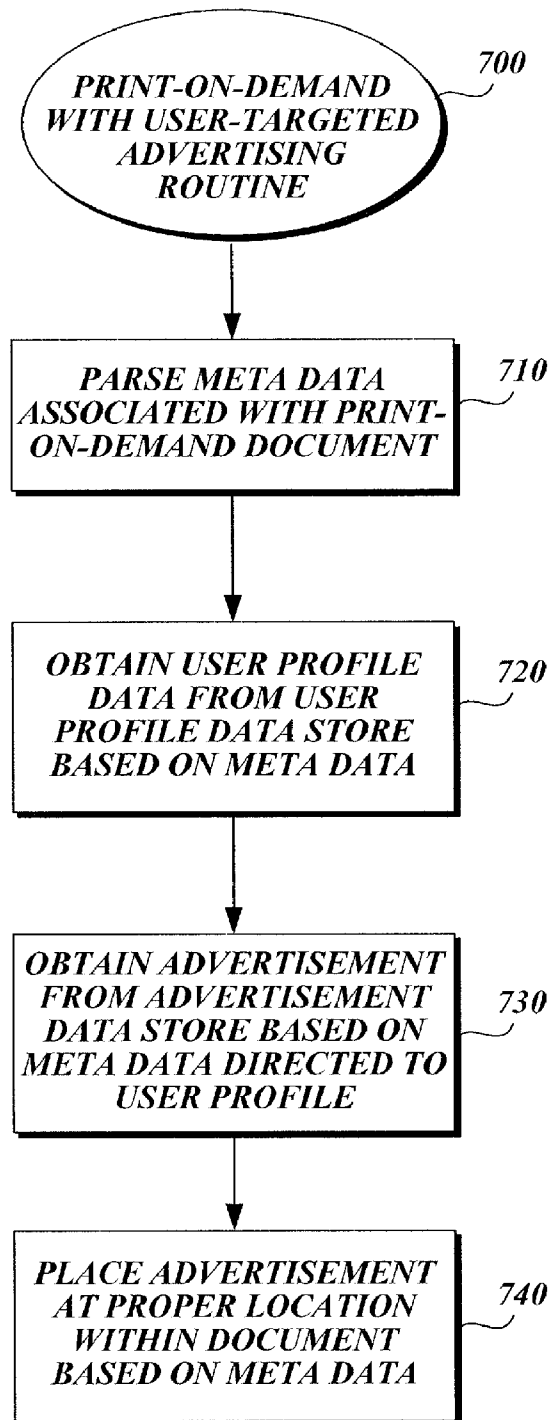 PRINT-ON-DEMAND
WITH USER-TARGETED
ADVERTISING
ROUTINE
700
PARSE META DATA
ASSOCIATED WITH PRINT-
ON-DEMAND DOCUMENT
710
OBTAIN USER PROFILE
DATA FROM USER
PROFILE DATA STORE
BASED ON META DATA
720
OBTAIN ADVERTISEMENT
FROM ADVERTISEMENT
DATA STORE BASED ON
META DATA DIRECTED TO
USER PROFILE
730
PLACE ADVERTISEMENT
AT PROPER LOCATION
WITHIN DOCUMENT
BASED ON META DATA
740